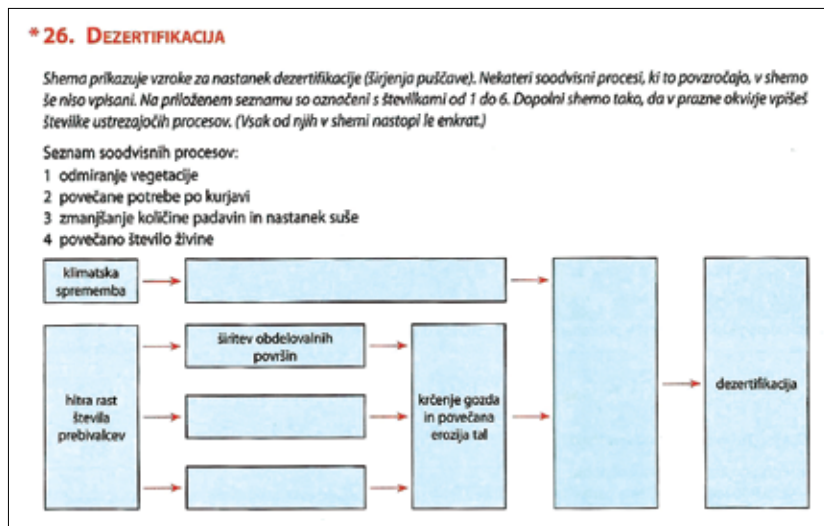 * 26. DEZERTIFIKACIJA
Shema prikazuje vzroke za nastanek dezertifikacije (širjenja puščave). Nekateri soodvisni procesi, ki to povzročajo, v shemo
še niso vpisani. Na priloženem seznamu so označeni s številkami od 1 do 6. Dopolni shemo tako, da v prazne okvirje vpišeš
številke ustrezajočih procesov. (Vsak od njih v shemi nastopi le enkrat.)
Seznam soodvisnih procesov:
1 odmiranje vegetacije
2 povečane potrebe po kurjavi
3 zmanjšanje količine padavin in nastanek suše
4 povečano število živine
klimatska
sprememba
hitra rast
števila
prebivalcev
širitev obdelovalnih
površin
krčenje gozda
in povečana
erozija tal
dezertifikacija